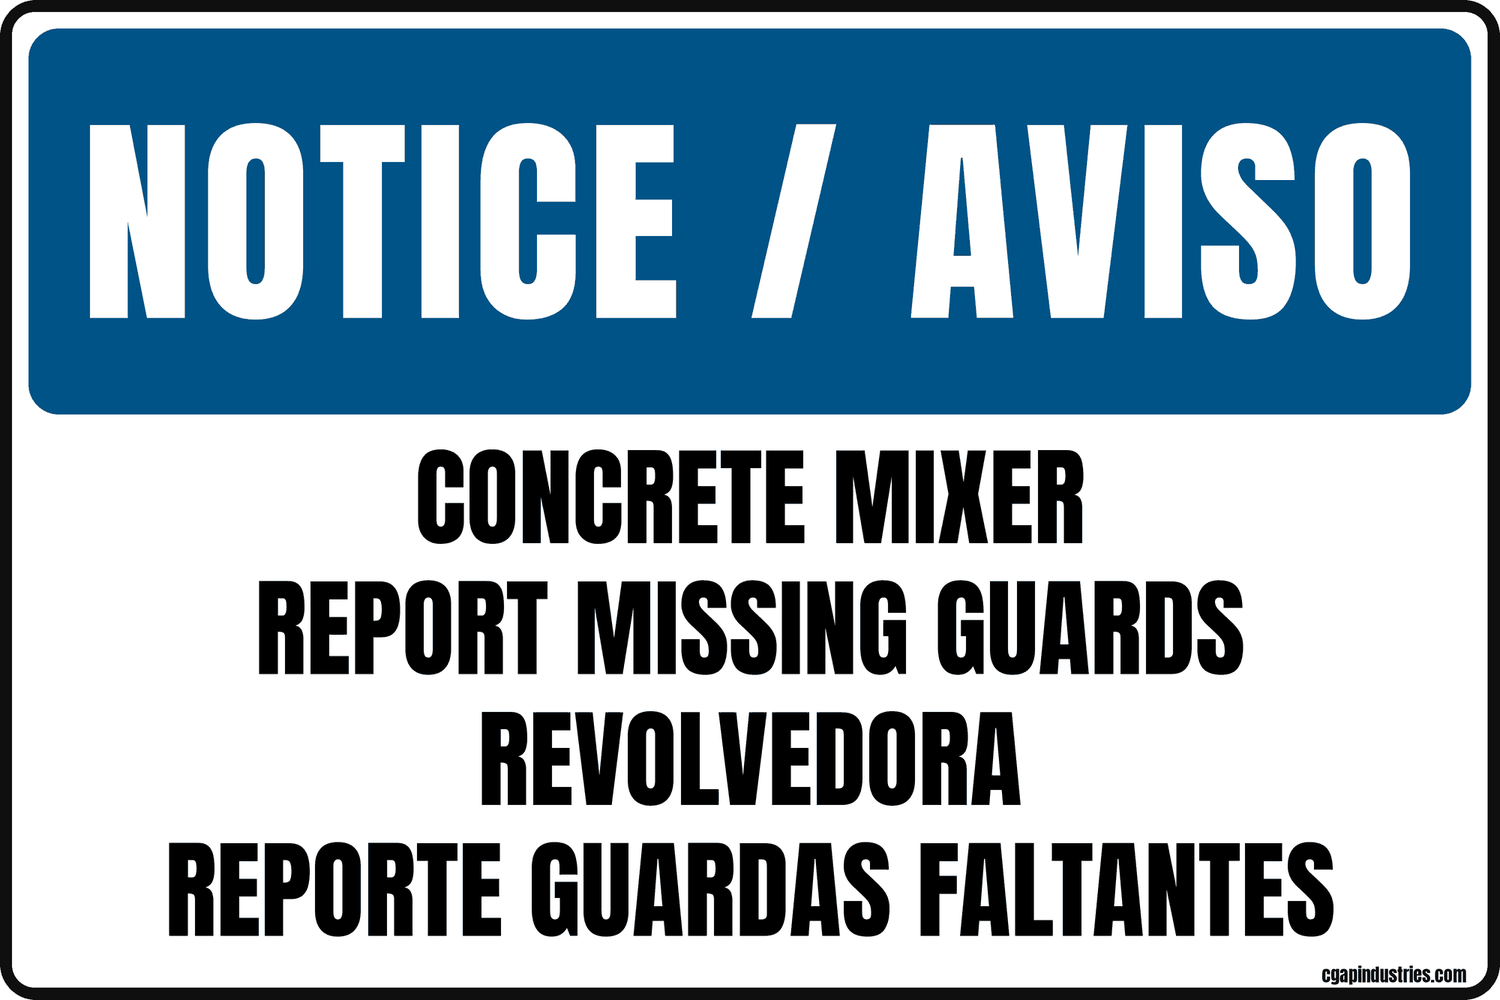 NOTICE / AVISO
CONCRETE MIXER
REPORT MISSING GUARDS
REVOLVEDORA
REPORTE GUARDAS FALTANTES
cgapindustries.com